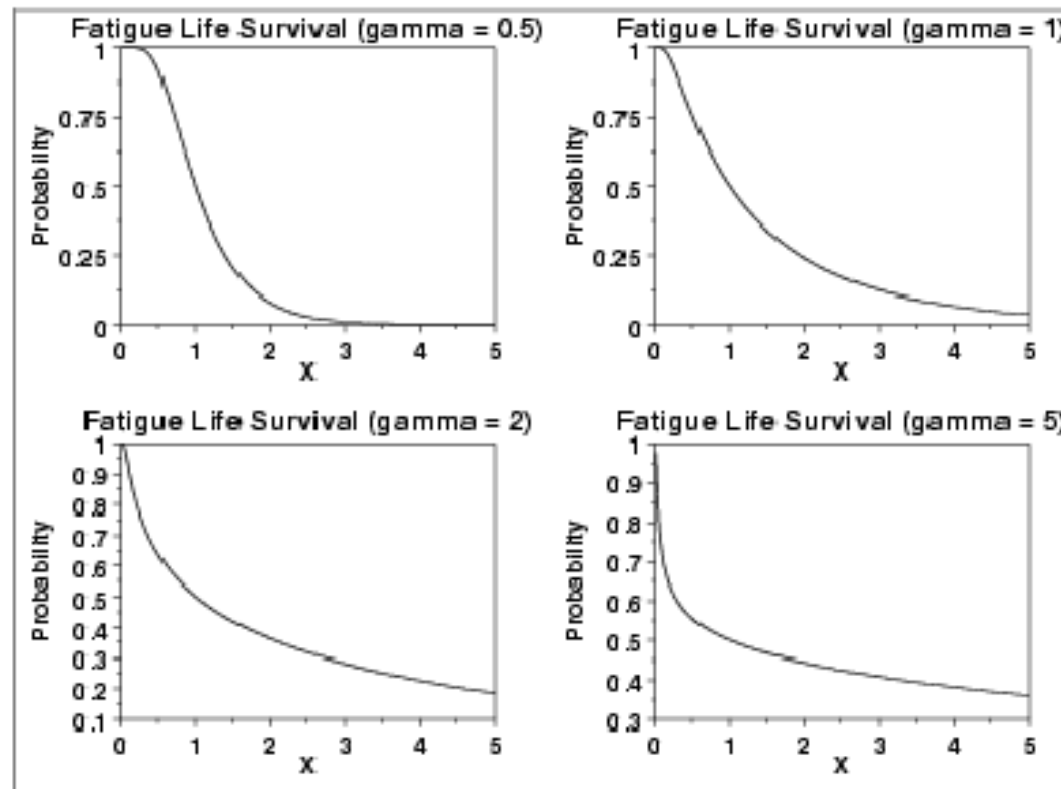 Fatigue Life Survival (gamma = 0.5)
1
0.75
0.5
0.25
0
Probability
0 1 2 3 4 5
X
Fatigue Life Survival (gamma = 1)
1
0.75
0.5
0.25
0
Probability
0 1 2 3 4 5
X
Fatigue Life Survival (gamma = 2)
1
0.9
0.8
0.7
0.6
0.5
0.4
0.3
0.2
0.1
Probability
0 1 2 3 4 5
X
Fatigue Life Survival (gamma = 5)
1
0.9
0.8
0.7
0.6
0.5
0.4
0.3
Probability
0 1 2 3 4 5
X